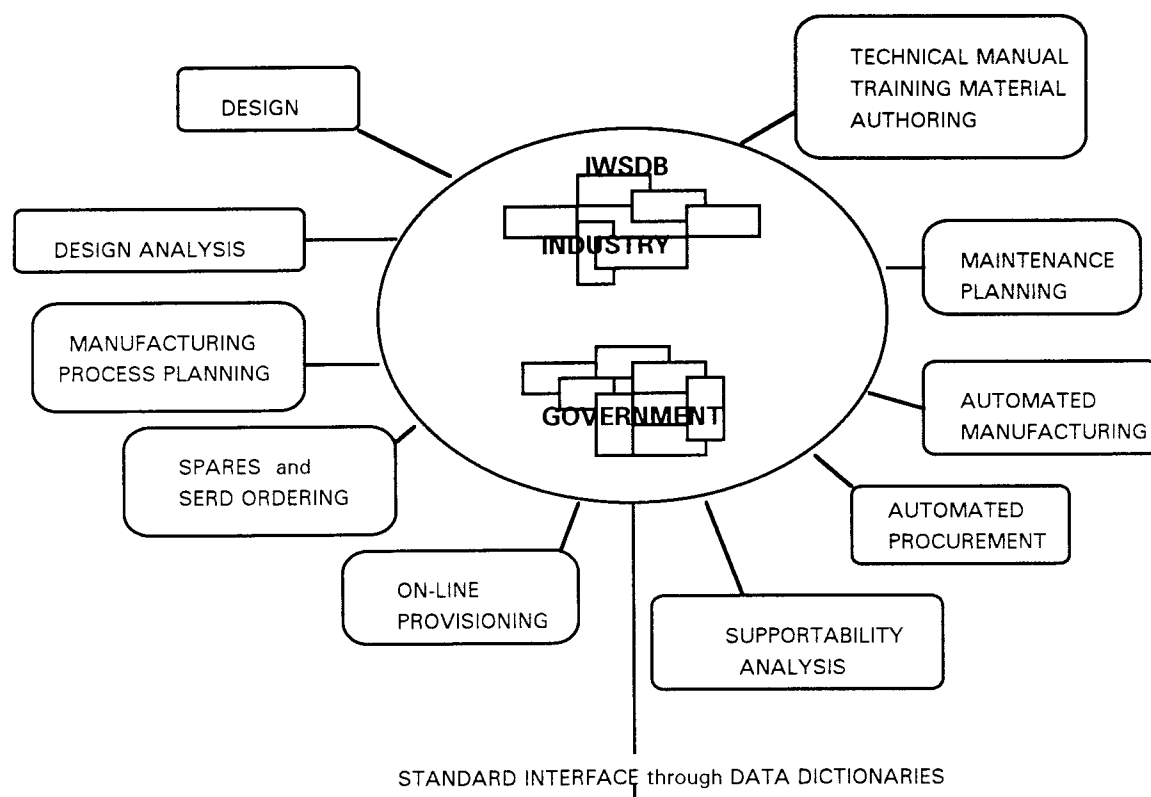 TECHNICAL MANUAL
TRAINING MATERIAL
AUTHORING
DESIGN
IWSDB
INDUSTRY
DESIGN ANALYSIS
MAINTENANCE
PLANNING
MANUFACTURING
PROCESS PLANNING
GOVERNMENT
AUTOMATED
MANUFACTURING
SPARES and
SERD ORDERING
AUTOMATED
PROCUREMENT
ON-LINE
PROVISIONING
SUPPORTABILITY
ANALYSIS
STANDARD INTERFACE through DATA DICTIONARIES